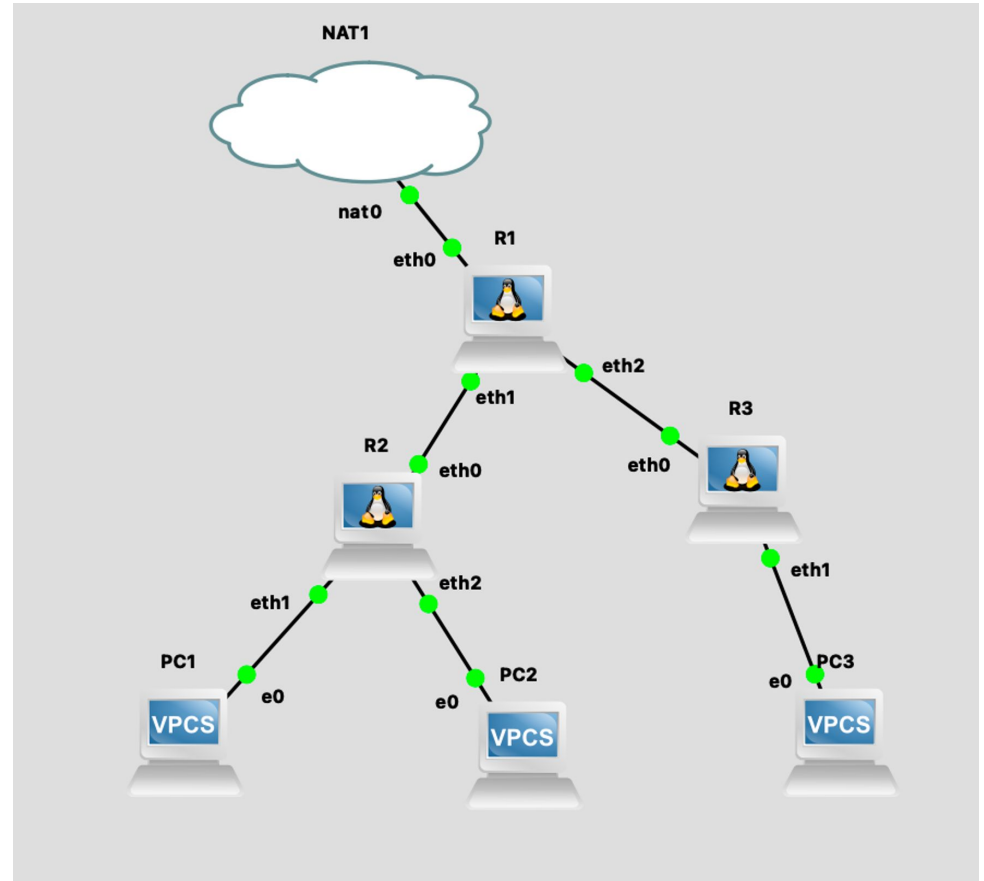 NAT1
nat0
R1
eth0
eth2
eth1
R3
R2
eth0
eth0
eth1
eth2
eth1
PC1
PC2
PC3
e0
e0
e0
VPCS
VPCS
VPCS